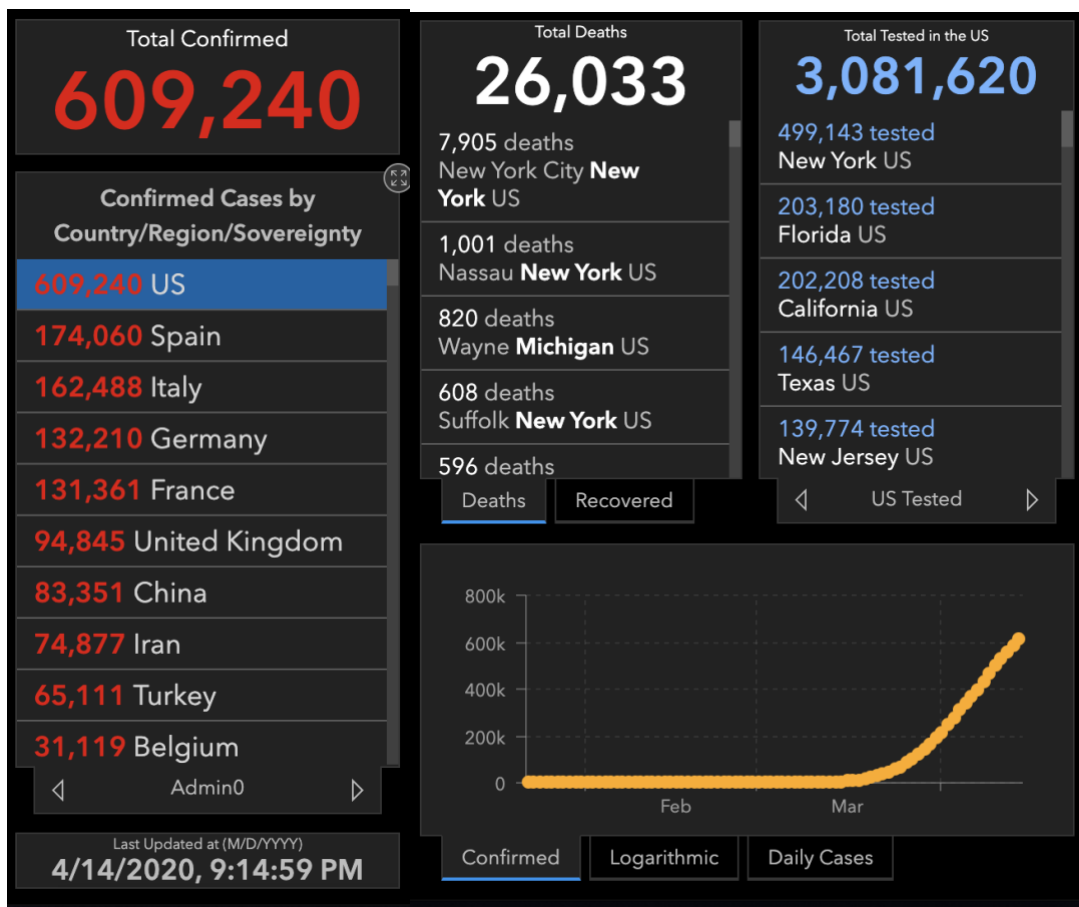 Total Confirmed
609,240
Confirmed Cases by
Country/Region/Sovereignty
609,240 US
174,060 Spain
162,488 Italy
132,210 Germany
131,361 France
94,845 United Kingdom
83,351 China
74,877 Iran
65,111 Turkey
31,119 Belgium
Admin0
Last Updated at (M/D/YYYY)
4/14/2020, 9:14:59 PM
Total Deaths
26,033
7,905 deaths
New York City New
York US
1,001 deaths
Nassau New York US
820 deaths
Wayne Michigan US
608 deaths
Suffolk New York US
596 deaths
Deaths
Recovered
Total Tested in the US
3,081,620
499,143 tested
New York US
203,180 tested
Florida US
202,208 tested
California US
146,467 tested
Texas US
139,774 tested
New Jersey US
US Tested
800k
600k
400k
200k
0
Feb
Mar
Confirmed
Logarithmic
Daily Cases